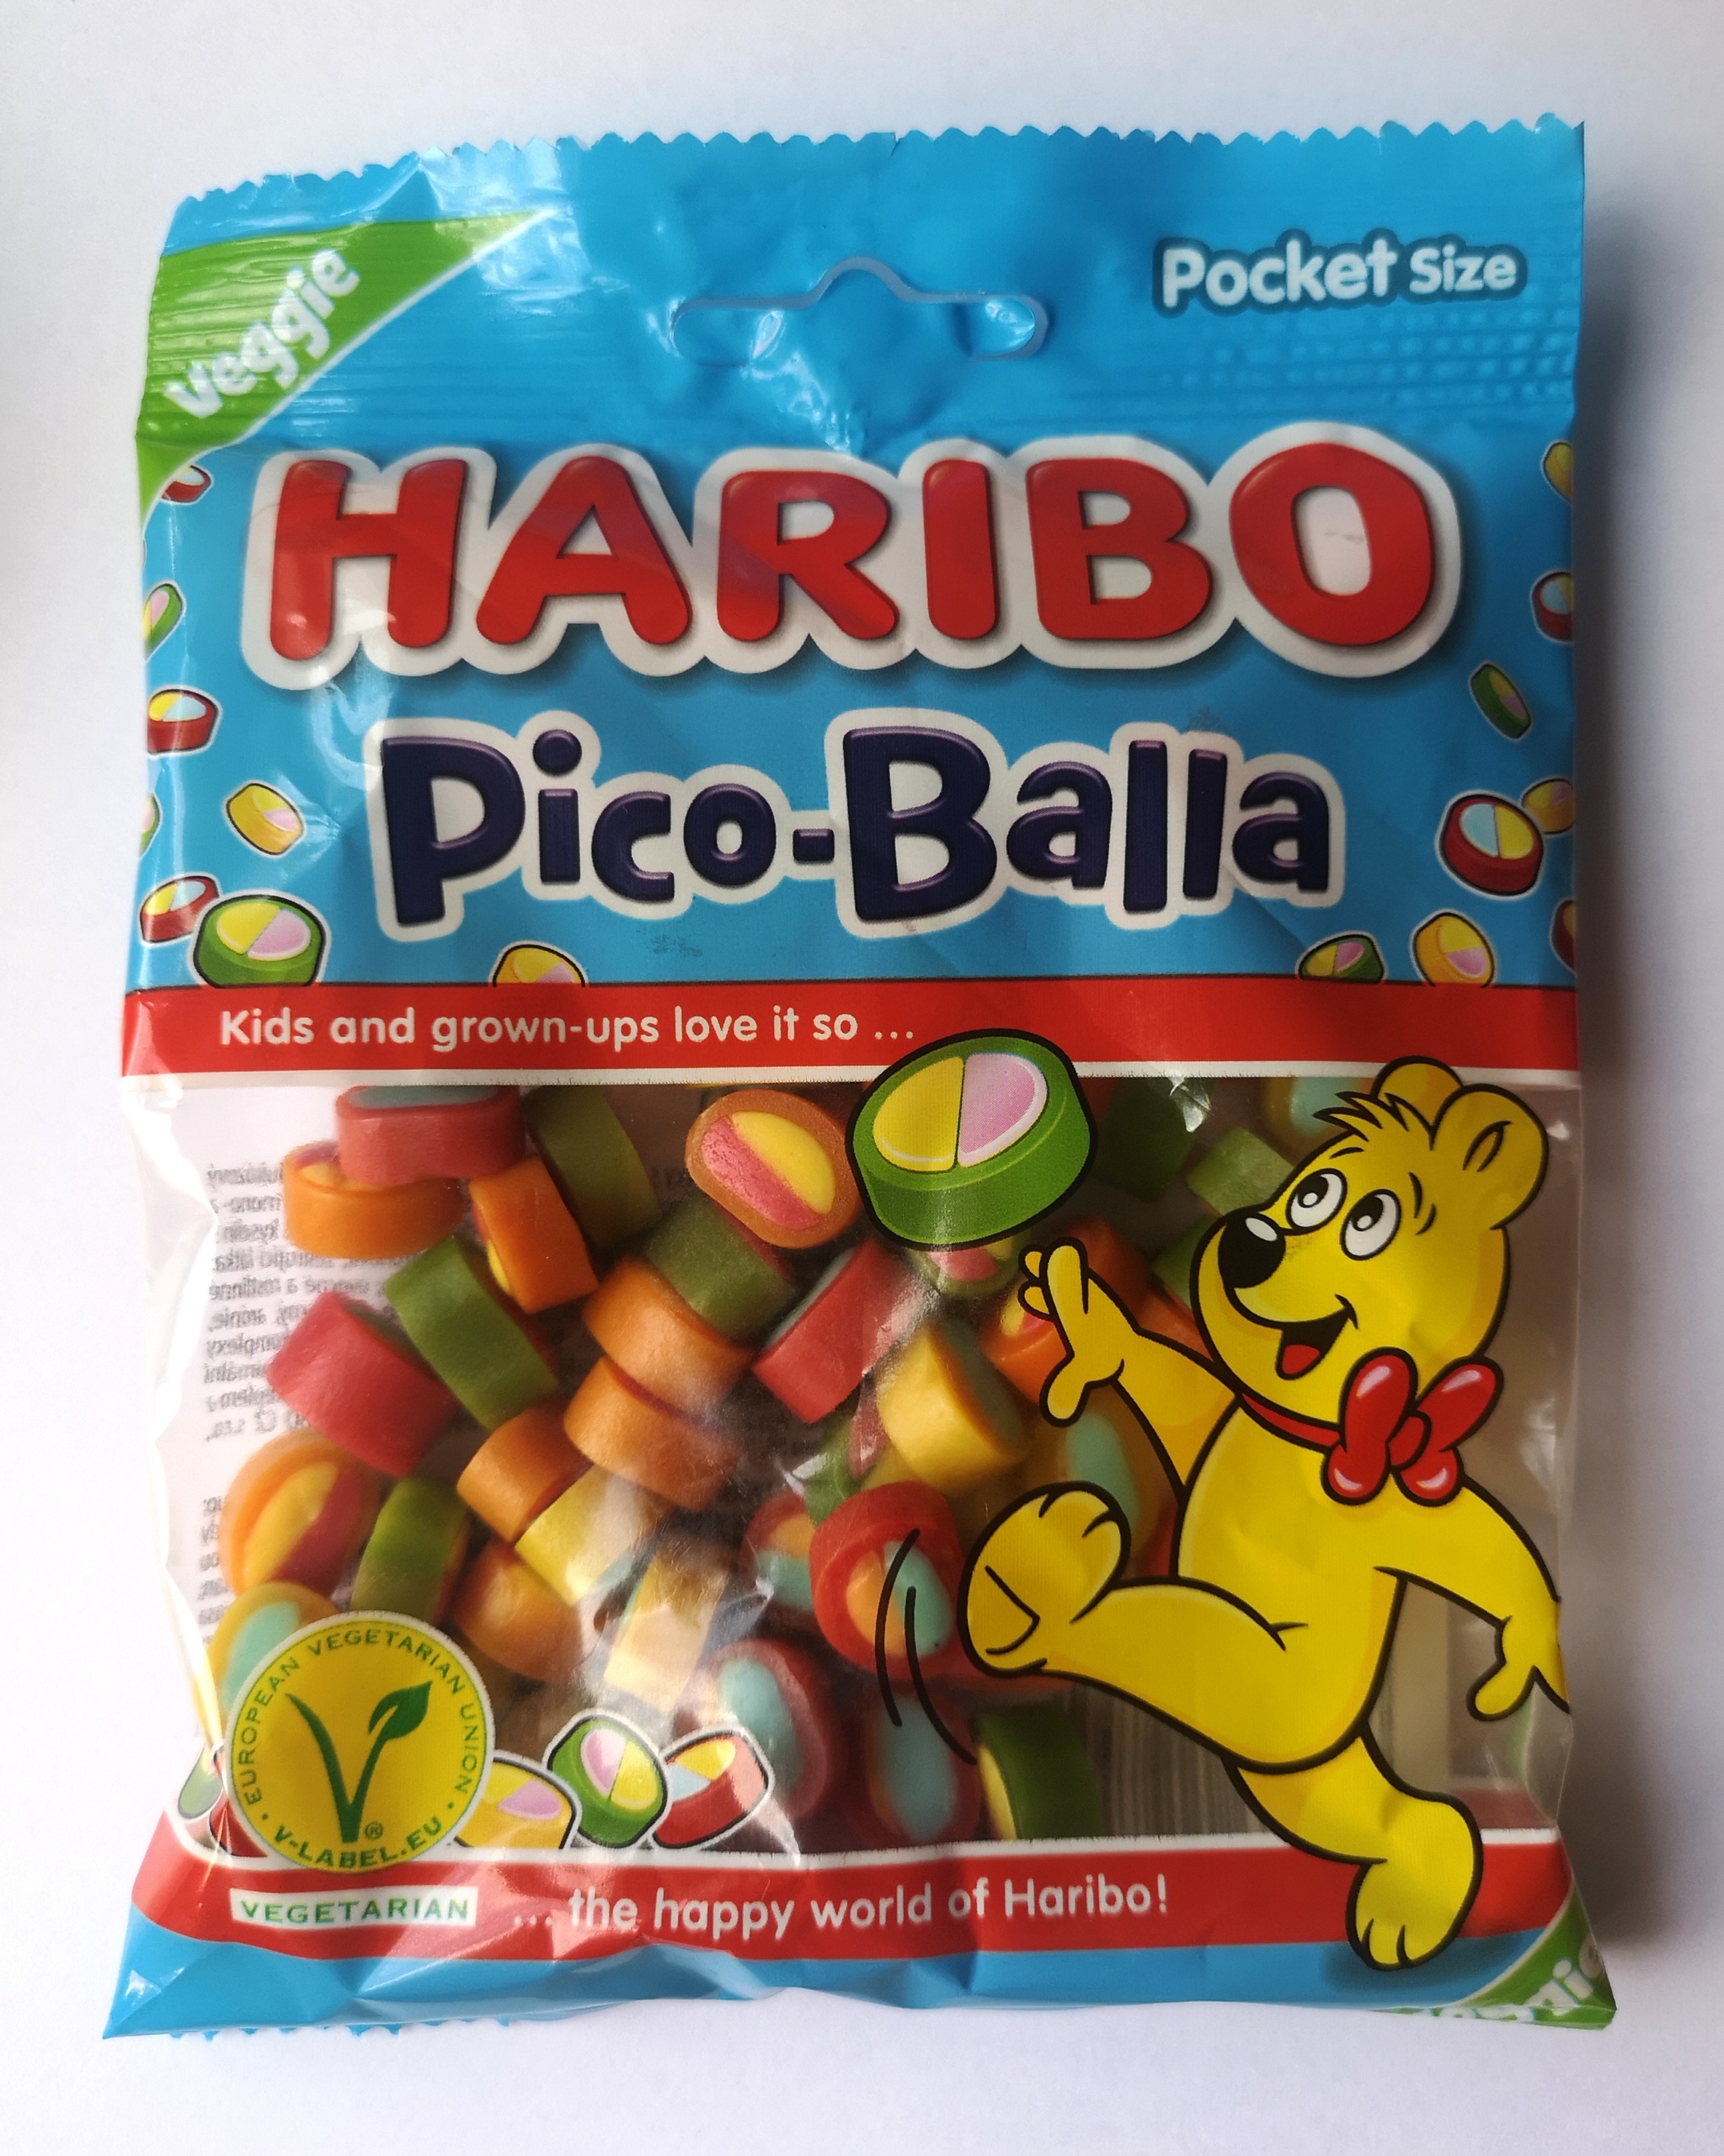 Veggie
Pocket Size
HARIBO
Pico-Balla
Kids and grown-ups love it so ...
EUROPEAN VEGETARIAN UNION
V
®
V-LABEL.EU
VEGETARIAN
... the happy world of Haribo!